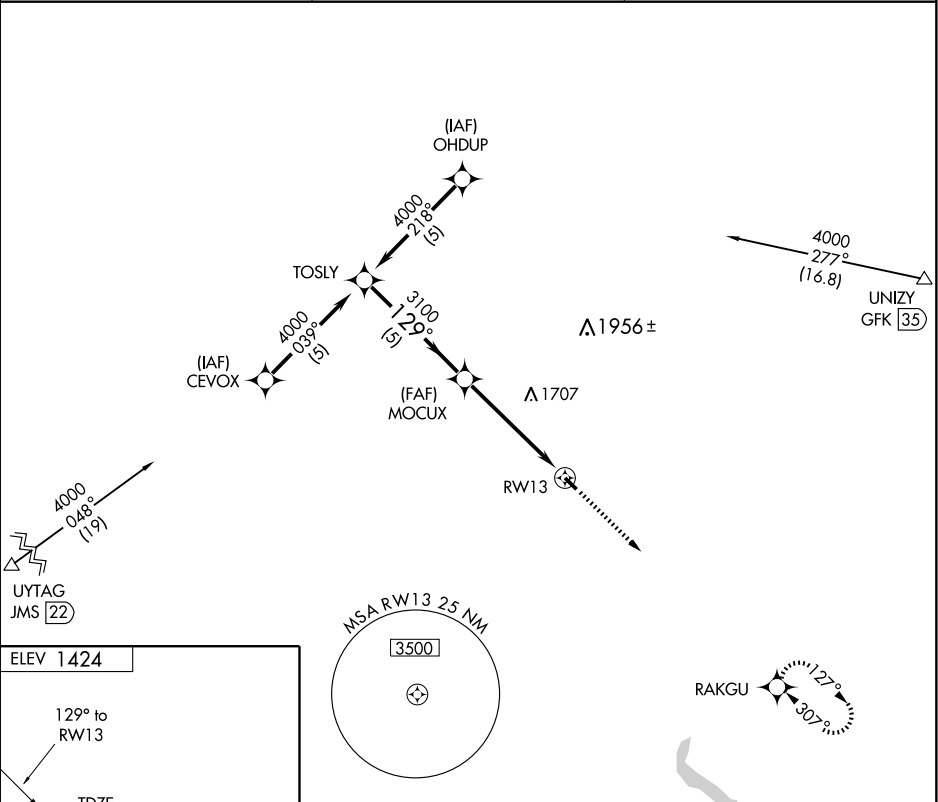 (IAF)
OHDUP
4000
218°
(5)
TOSLY
4000
277°
(16.8)
UNIZY
GFK 35
3100
129°
(5)
1956 ±
4000
039°
(5)
(IAF)
CEVOX
(FAF)
MOCUX
1707
RW13
4000
048°
(19)
UYTAG
JMS 22
MSA RW13 25 NM
3500
ELEV 1424
RAKGU
127°
307°
129° to
RW13
TDZE